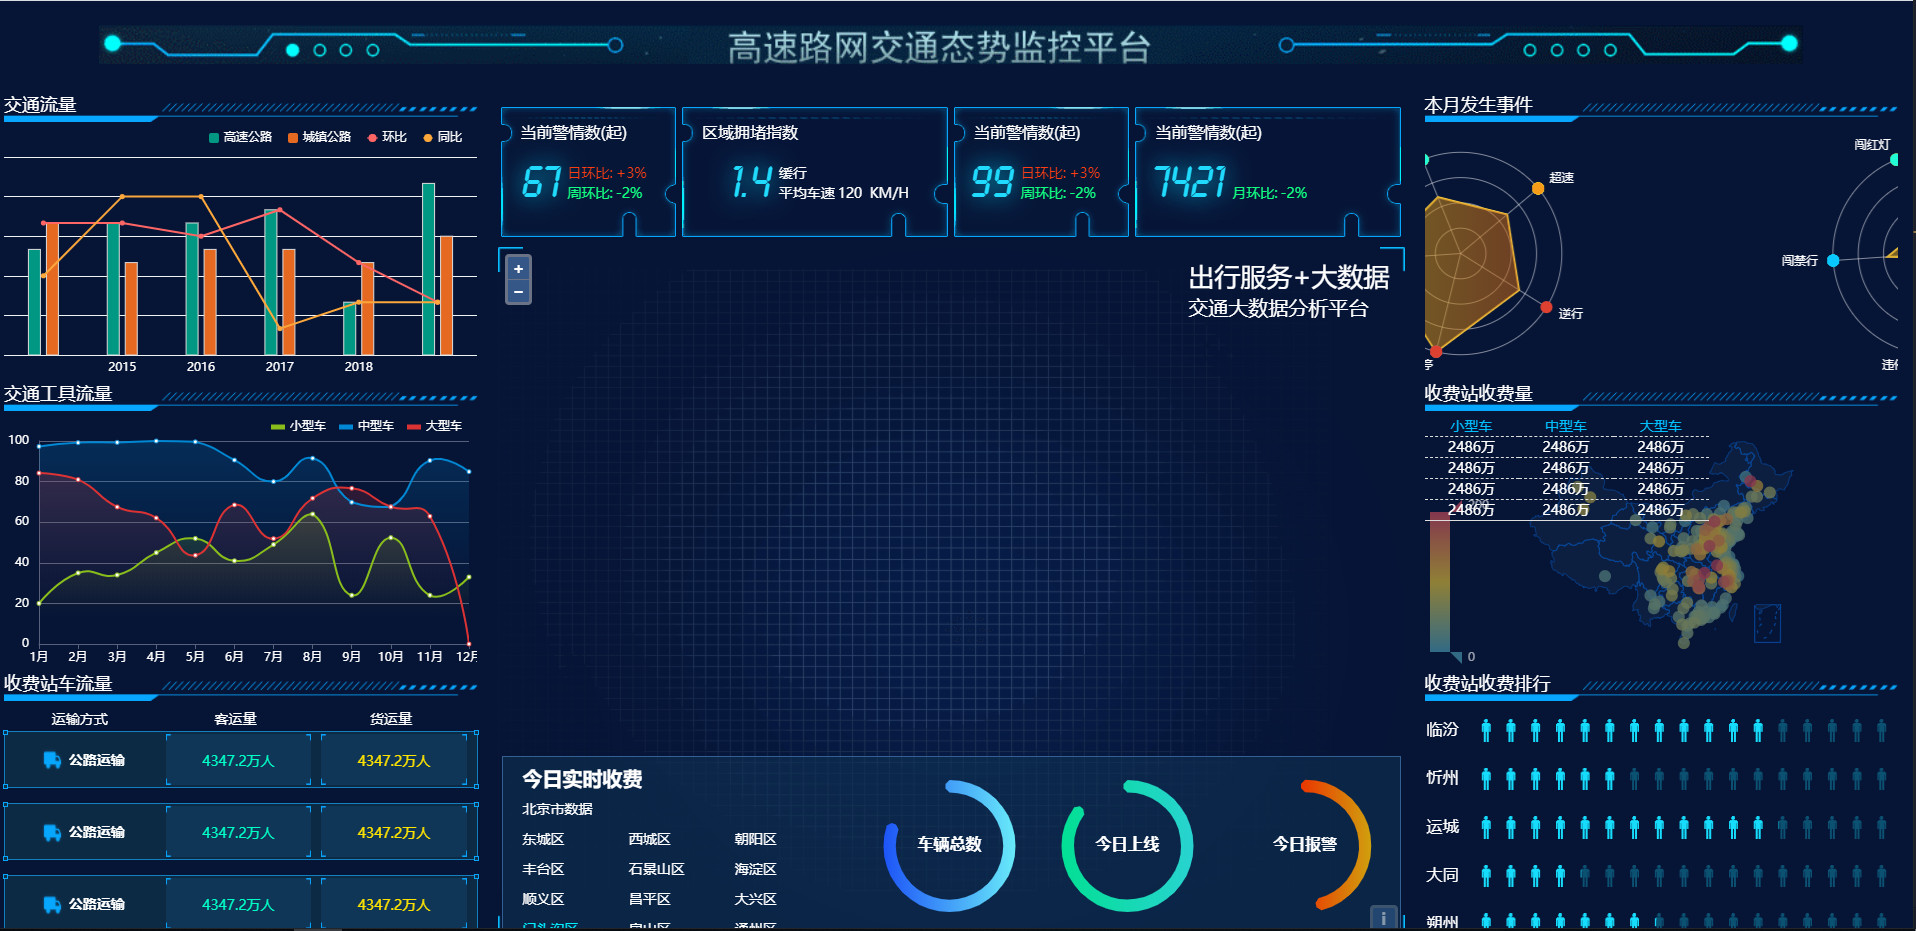 高速路网交通态势监控平台
交通流量
高速公路 城镇公路 环比 同比
2015 2016 2017 2018
交通工具流量
小型车 中型车 大型车
100
80
60
40
20
0
1月 2月 3月 4月 5月 6月 7月 8月 9月 10月 11月 12月
收费站车流量
运输方式 客运量 货运量
公路运输 4347.2万人 4347.2万人
公路运输 4347.2万人 4347.2万人
公路运输 4347.2万人 4347.2万人
当前警情数(起)
67
日环比: +3%
周环比: -2%
区域拥堵指数
1.4
缓行
平均车速 120 KM/H
当前警情数(起)
99
日环比: +3%
周环比: -2%
当前警情数(起)
7421 月环比: -2%
+
−
出行服务+大数据
交通大数据分析平台
今日实时收费
北京市数据
东城区 西城区 朝阳区
丰台区 石景山区 海淀区
顺义区 昌平区 大兴区
门头沟区 房山区 通州区
车辆总数
今日上线
今日报警
i
本月发生事件
超速
逆行
闯红灯
闯禁行
收费站收费量
小型车 中型车 大型车
2486万 2486万 2486万
2486万 2486万 2486万
2486万 2486万 2486万
2486万 2486万 2486万
0
收费站收费排行
临汾
忻州
运城
大同
朔州